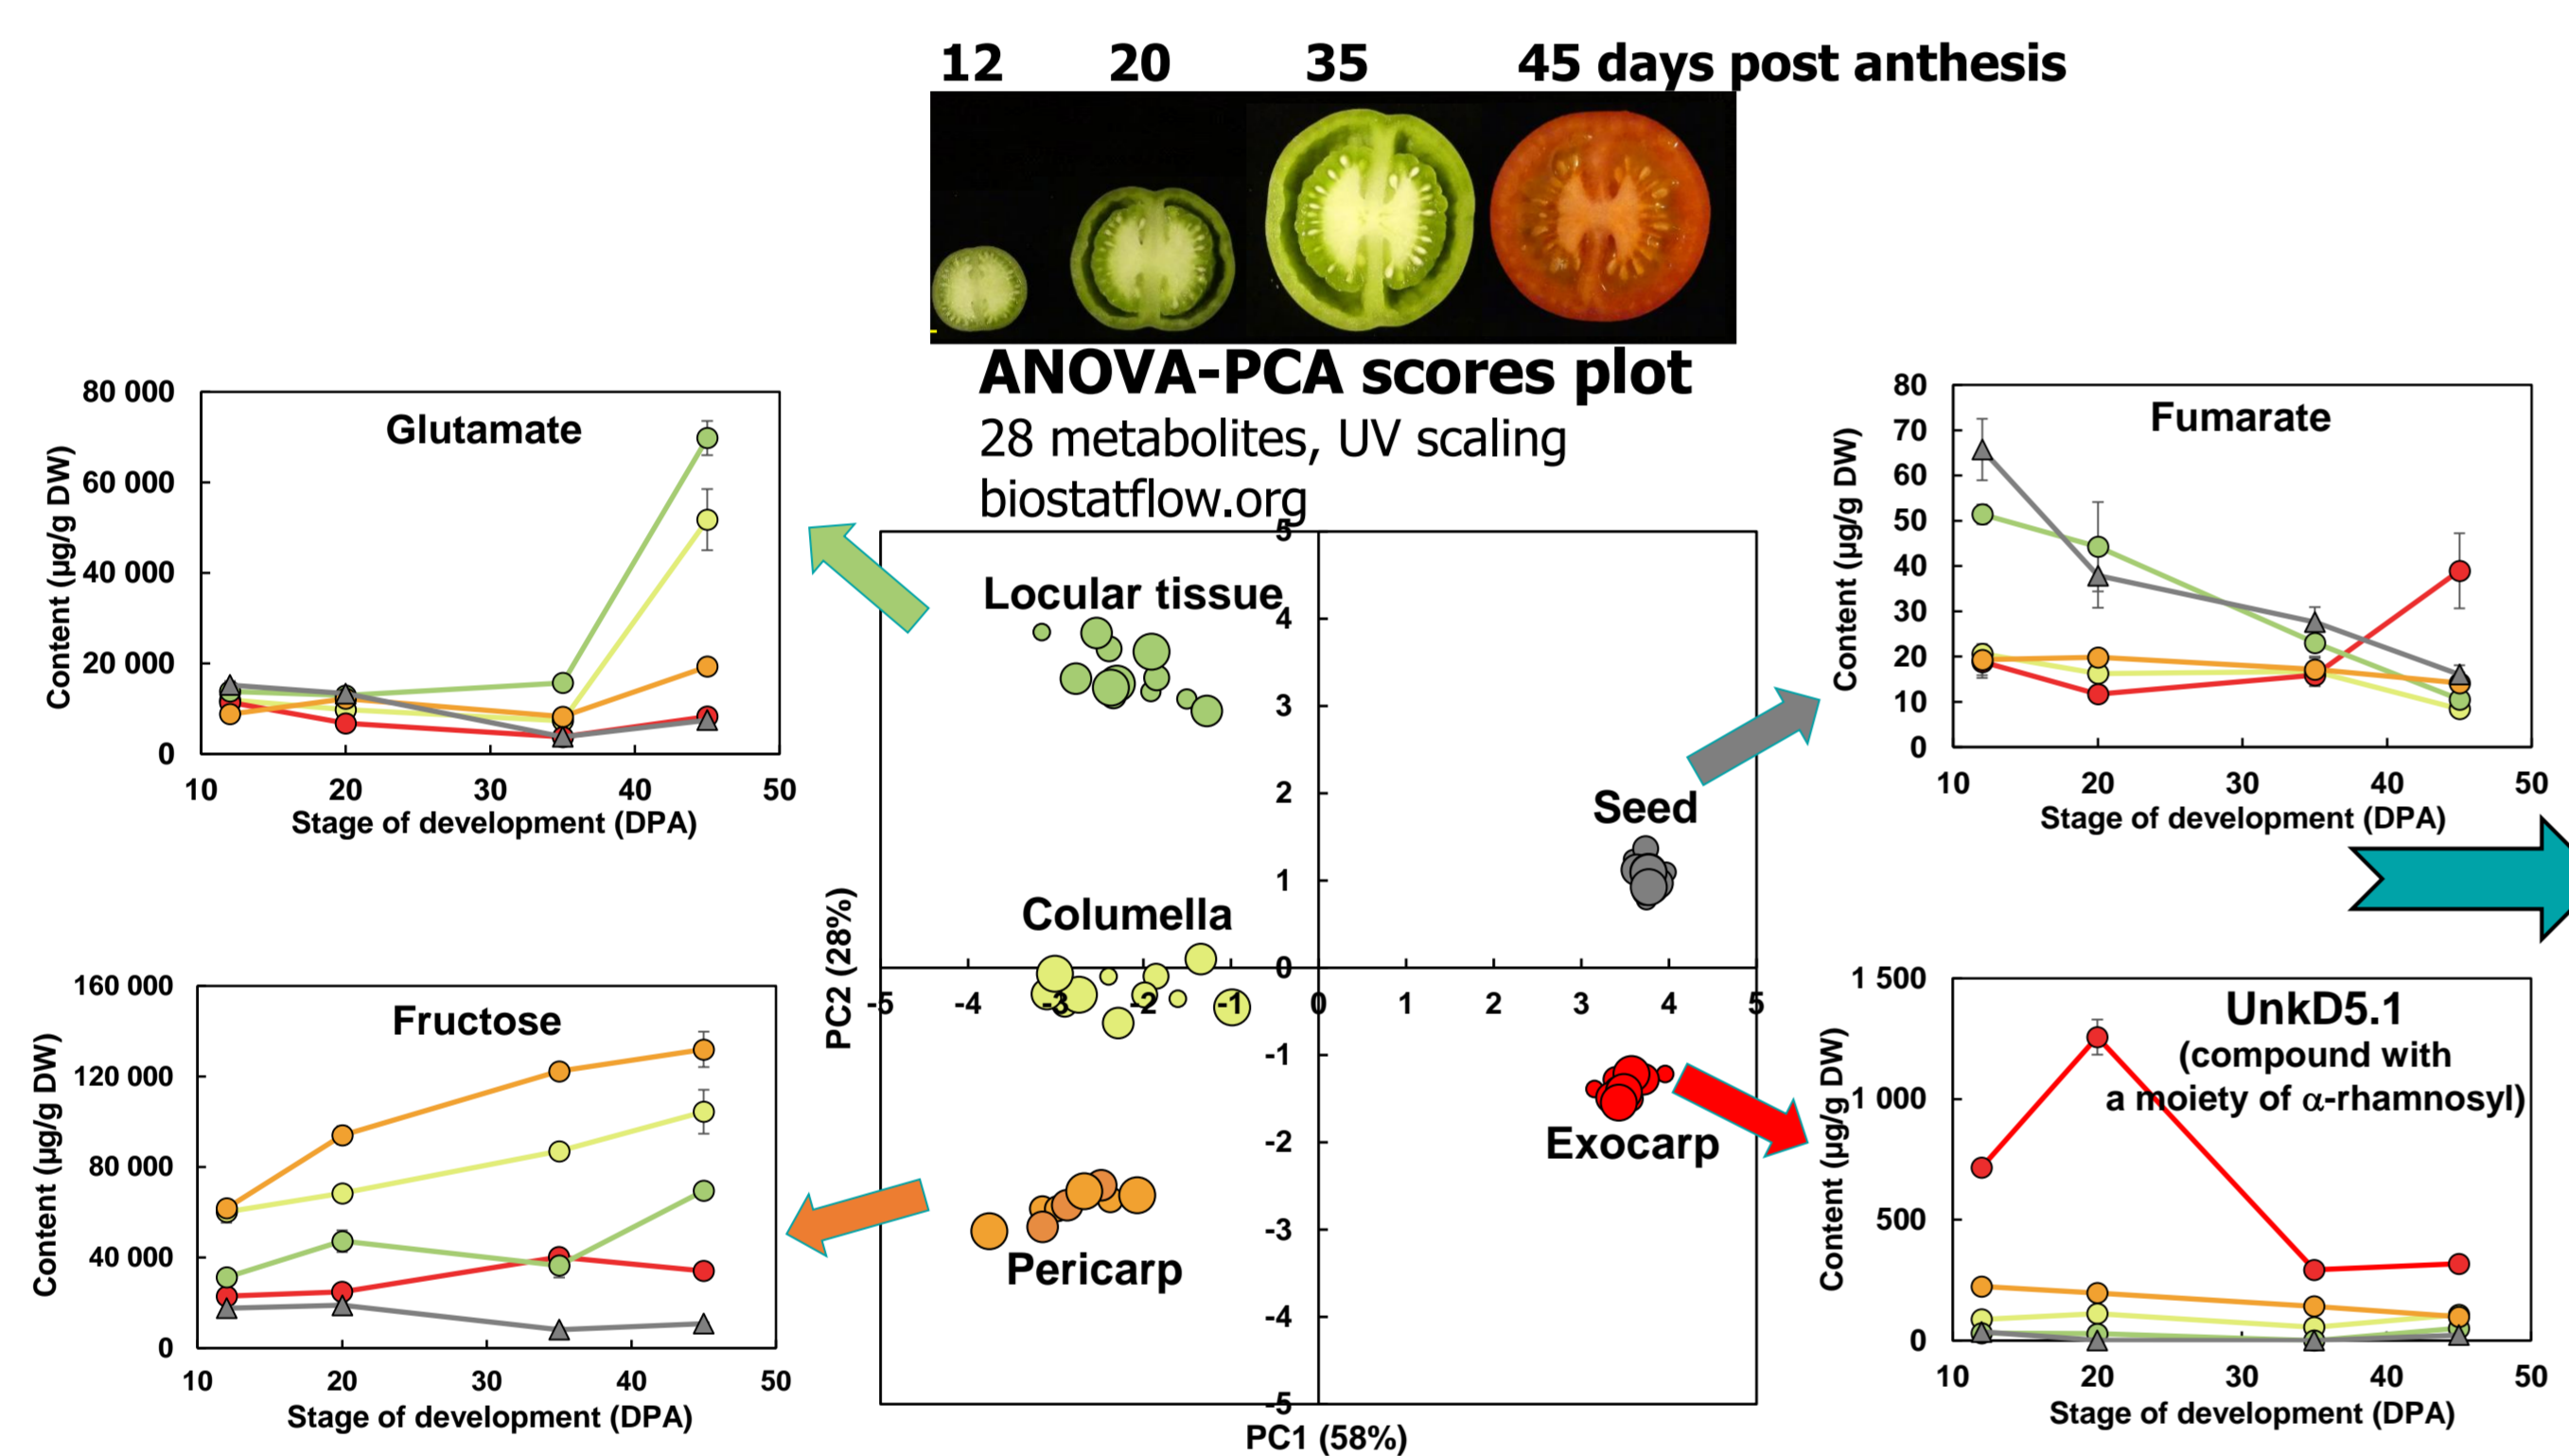 12 20 35 45 days post anthesis
ANOVA-PCA scores plot
28 metabolites, UV scaling
biostatflow.org
Glutamate
Content (µg/g DW)
80 000
60 000
40 000
20 000
0
10 20 30 40 50
Stage of development (DPA)
Fructose
Content (µg/g DW)
160 000
120 000
80 000
40 000
0
10 20 30 40 50
Stage of development (DPA)
Locular tissue
Seed
Columella
Exocarp
Pericarp
PC2 (28%)
5
4
3
2
1
0
-1
-2
-3
-4
-5
-5 -4 -3 -2 -1 0 1 2 3 4 5
PC1 (58%)
Fumarate
Content (µg/g DW)
80
70
60
50
40
30
20
10
0
10 20 30 40 50
Stage of development (DPA)
UnkD5.1
(compound with
a moiety of α-rhamnosyl)
Content (µg/g DW)
1 500
1 000
500
0
10 20 30 40 50
Stage of development (DPA)